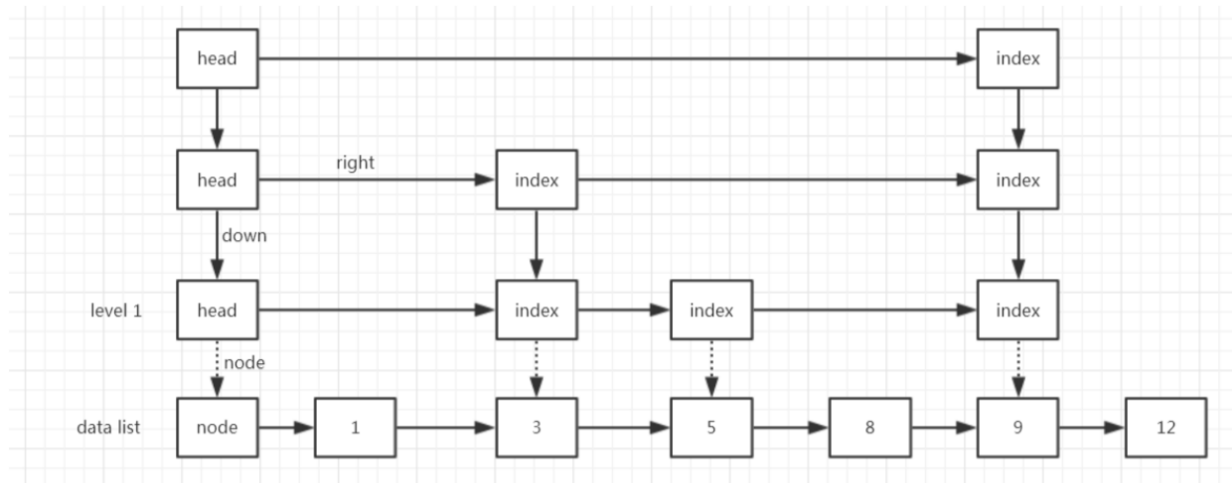 head index
right
head index index
down
level 1 head index index index
node
data list node 1 3 5 8 9 12